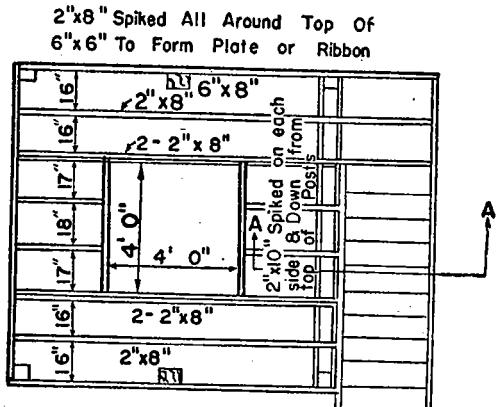 2"x8" Spiked All Around Top Of
6"x6" To Form Plate or Ribbon
16"
6"x8"
2"x8"
16"
2-2"x8"
17"
18"
17"
4' 0"
4' 0"
A
A
2"x10" Spiked on each
side & Down from
top of Posts
16"
2-2"x8"
16"
2"x8"